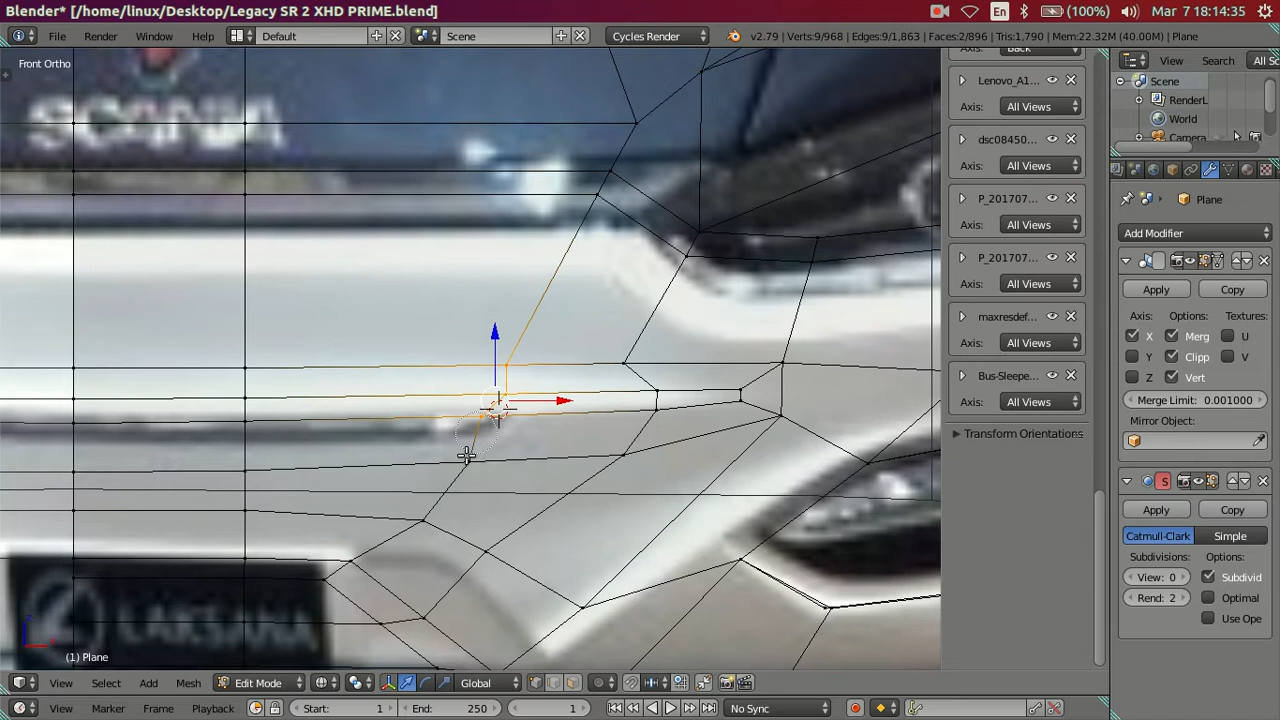 Blender* [/home/linux/Desktop/Legacy SR 2 XHD PRIME.blend]
En (100%) Mar 7 18:14:35
File Render Window Help Default Scene Cycles Render v2.79 | Verts:9/968 | Edges:9/1,863 | Faces:2/896 | Tris:1,790 | Mem:22.32M (40.00M) | Plane
Front Ortho
SCANIA
LAKSANA
(1) Plane
Axis: Back
Lenovo_A1...
Axis: All Views
dsc08450...
Axis: All Views
P_201707...
Axis: All Views
P_201707...
Axis: All Views
maxresdef...
Axis: All Views
Bus-Sleepe...
Axis: All Views
Transform Orientations
View Search All Sc
Scene
RenderL
World
Camera
Plane
Add Modifier
Apply Copy
Axis: Options: Textures:
X Merg U
Y Clipp V
Z Vert
Merge Limit: 0.001000
Mirror Object:
S
Apply Copy
Catmull-Clark Simple
Subdivisions: Options:
View: 0 Subdivid
Rend: 2 Optimal
Use Ope
View Select Add Mesh Edit Mode Global
View Marker Frame Playback Start: 1 End: 250 1 No Sync